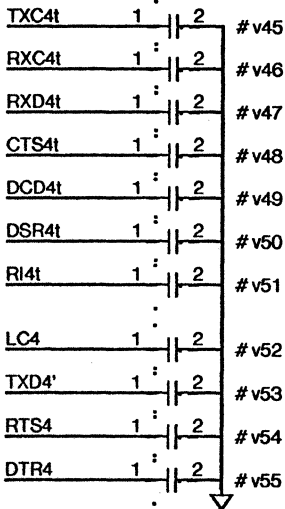 TXC4t 1 2 # v45
RXC4t 1 2 # v46
RXD4t 1 2 # v47
CTS4t 1 2 # v48
DCD4t 1 2 # v49
DSR4t 1 2 # v50
RI4t 1 2 # v51
LC4 1 2 # v52
TXD4' 1 2 # v53
RTS4 1 2 # v54
DTR4 1 2 # v55